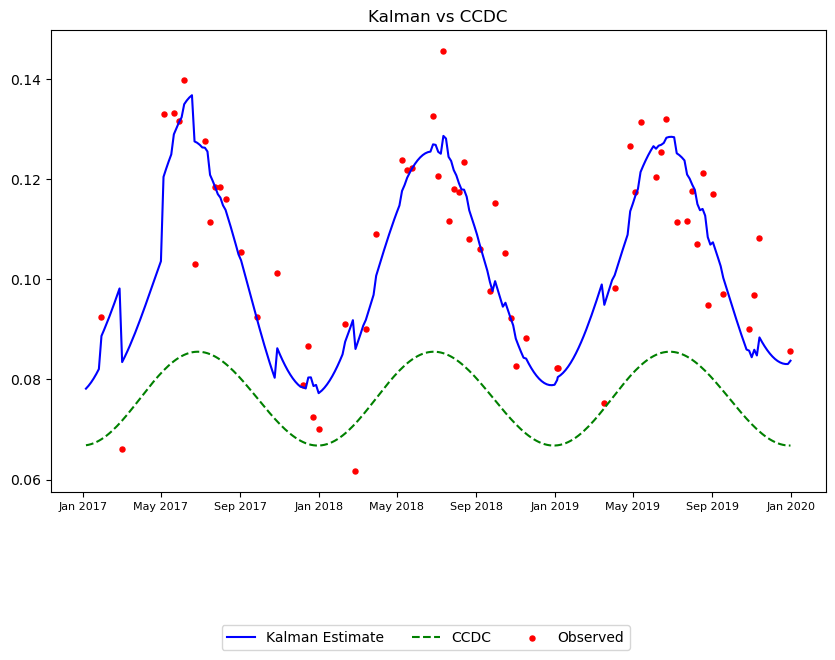 Kalman vs CCDC
0.14
0.12
0.10
0.08
0.06
Jan 2017 May 2017 Sep 2017 Jan 2018 May 2018 Sep 2018 Jan 2019 May 2019 Sep 2019 Jan 2020
Kalman Estimate CCDC Observed